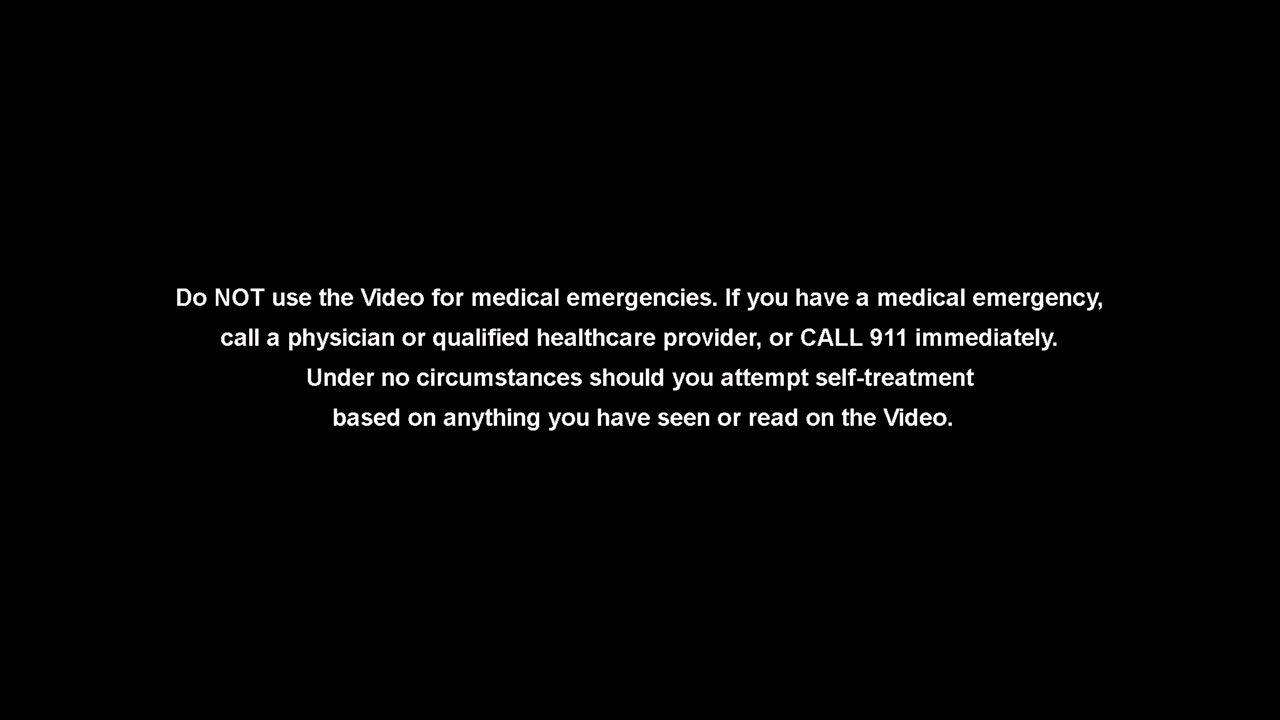 Do NOT use the Video for medical emergencies. If you have a medical emergency,
call a physician or qualified healthcare provider, or CALL 911 immediately.
Under no circumstances should you attempt self-treatment
based on anything you have seen or read on the Video.